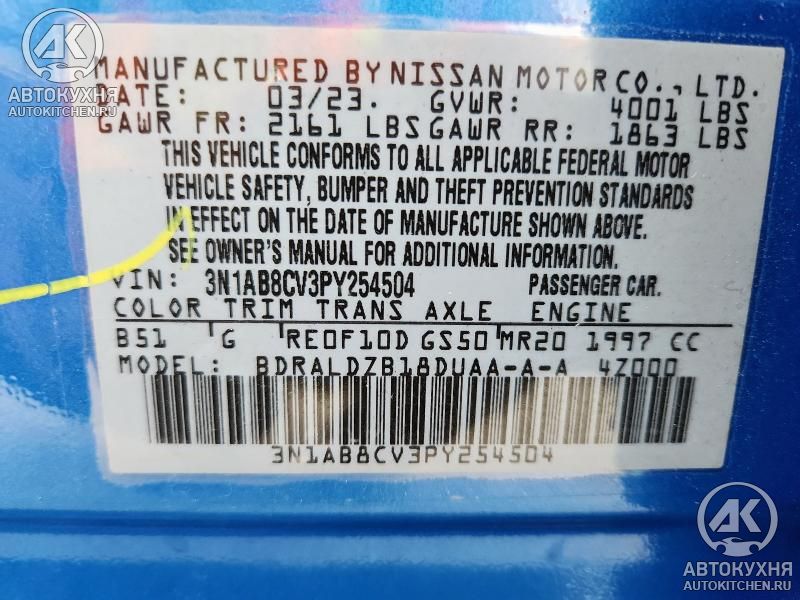 AK
АВТОКУХНЯ
AUTOKITCHEN.RU
MANUFACTURED BY NISSAN MOTOR CO., LTD.
DATE: 03/23. GVWR: 4001 LBS
GAWR FR: 2161 LBS GAWR RR: 1863 LBS
THIS VEHICLE CONFORMS TO ALL APPLICABLE FEDERAL MOTOR
VEHICLE SAFETY, BUMPER AND THEFT PREVENTION STANDARDS
IN EFFECT ON THE DATE OF MANUFACTURE SHOWN ABOVE.
SEE OWNER'S MANUAL FOR ADDITIONAL INFORMATION.
VIN: 3N1AB8CV3PY254504 PASSENGER CAR.
COLOR TRIM TRANS AXLE ENGINE
B51 G RE0F10D GS50 MR20 1997 CC
MODEL: BDRALDZB18DUAA-A-A 4Z000
3N1AB8CV3PY254504
AK
АВТОКУХНЯ
AUTOKITCHEN.RU